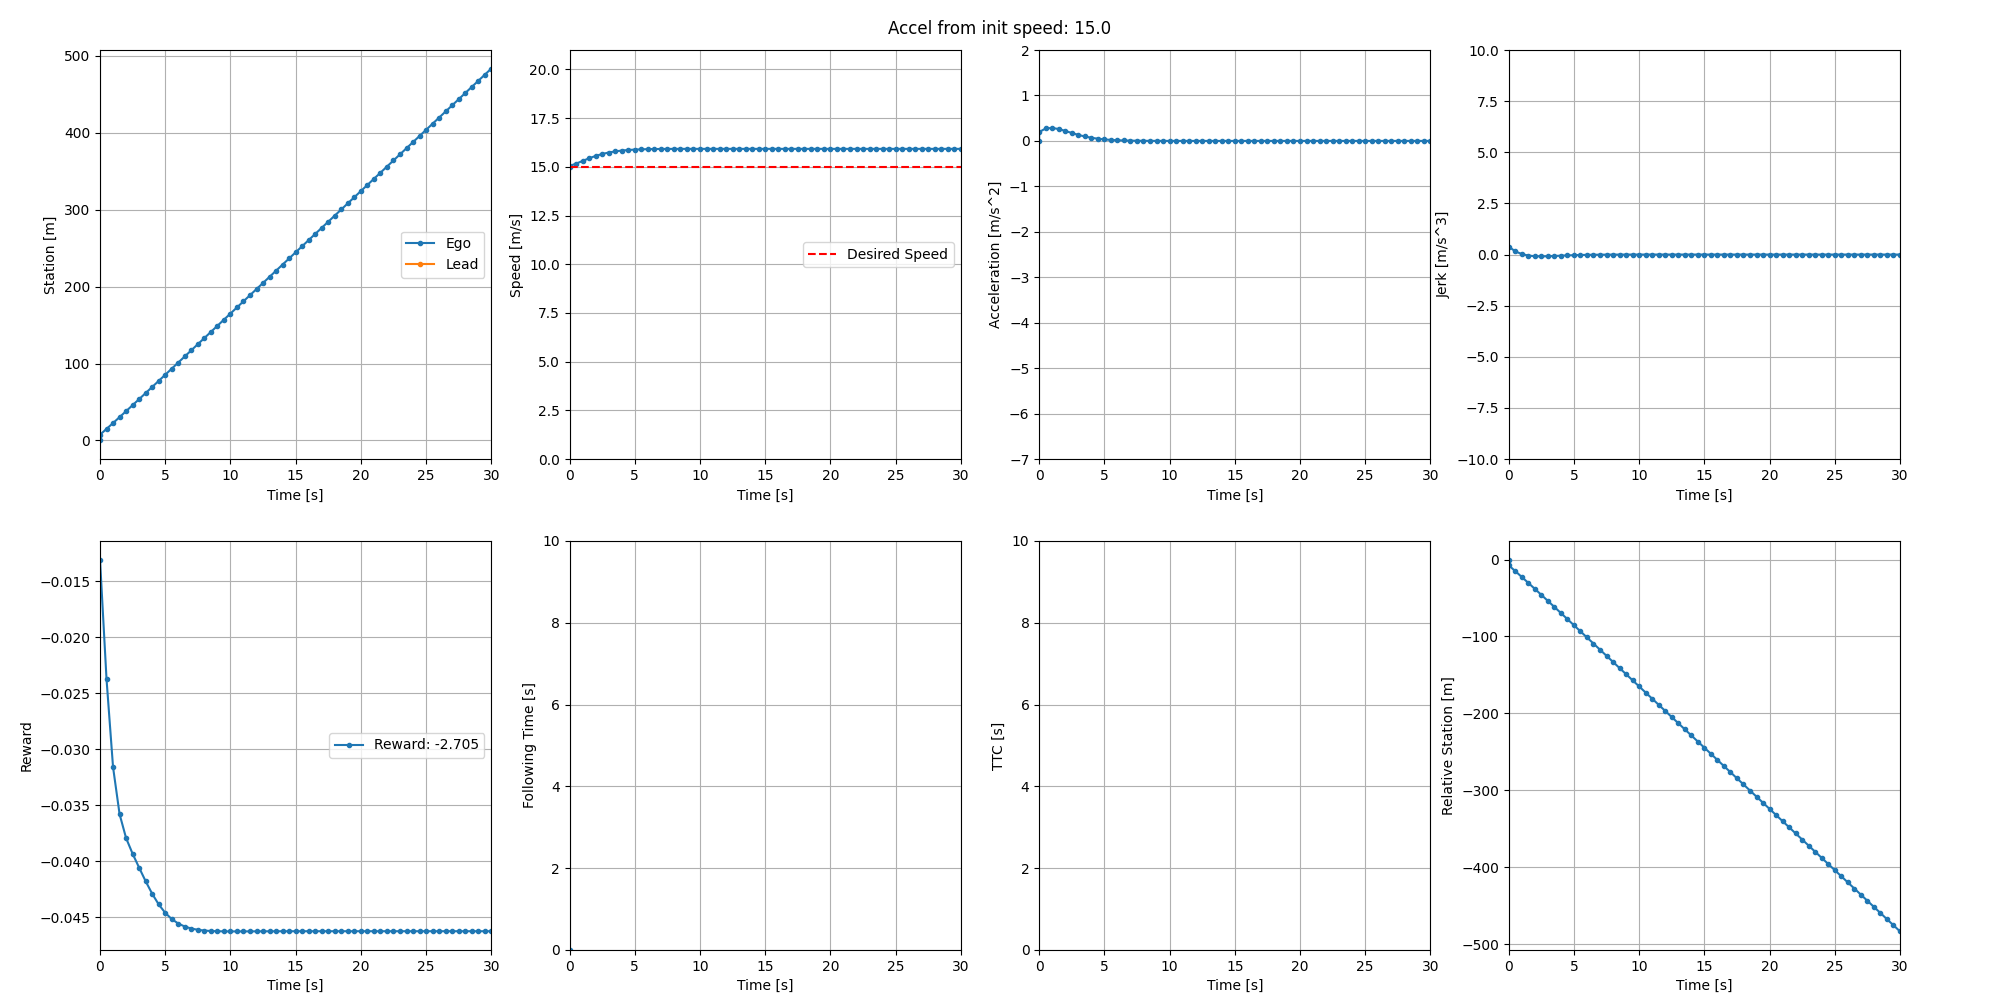 Accel from init speed: 15.0
500
400
300
200
100
0
Station [m]
Ego
Lead
0 5 10 15 20 25 30
Time [s]
20.0
17.5
15.0
12.5
10.0
7.5
5.0
2.5
0.0
Speed [m/s]
Desired Speed
0 5 10 15 20 25 30
Time [s]
2
1
0
−1
−2
−3
−4
−5
−6
−7
Acceleration [m/s^2]
0 5 10 15 20 25 30
Time [s]
10.0
7.5
5.0
2.5
0.0
−2.5
−5.0
−7.5
−10.0
Jerk [m/s^3]
0 5 10 15 20 25 30
Time [s]
−0.015
−0.020
−0.025
−0.030
−0.035
−0.040
−0.045
Reward
Reward: -2.705
0 5 10 15 20 25 30
Time [s]
10
8
6
4
2
0
Following Time [s]
0 5 10 15 20 25 30
Time [s]
10
8
6
4
2
0
TTC [s]
0 5 10 15 20 25 30
Time [s]
0
−100
−200
−300
−400
−500
Relative Station [m]
0 5 10 15 20 25 30
Time [s]